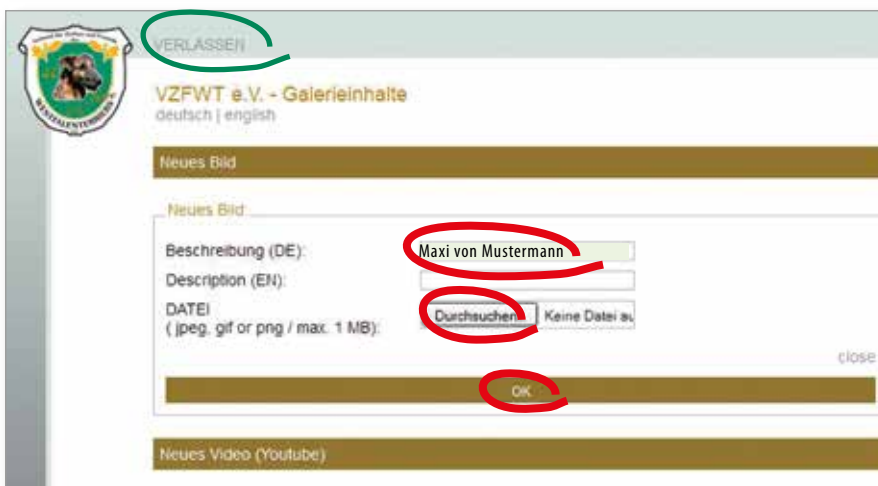 VERLASSEN
VZFWT e.V. - Galerieinhalte
deutsch | english
Neues Bild
Neues Bild
Beschreibung (DE):
Maxi von Mustermann
Description (EN):
DATEI
( jpeg, gif or png / max. 1 MB):
Durchsuchen
Keine Datei au
close
OK
Neues Video (Youtube)